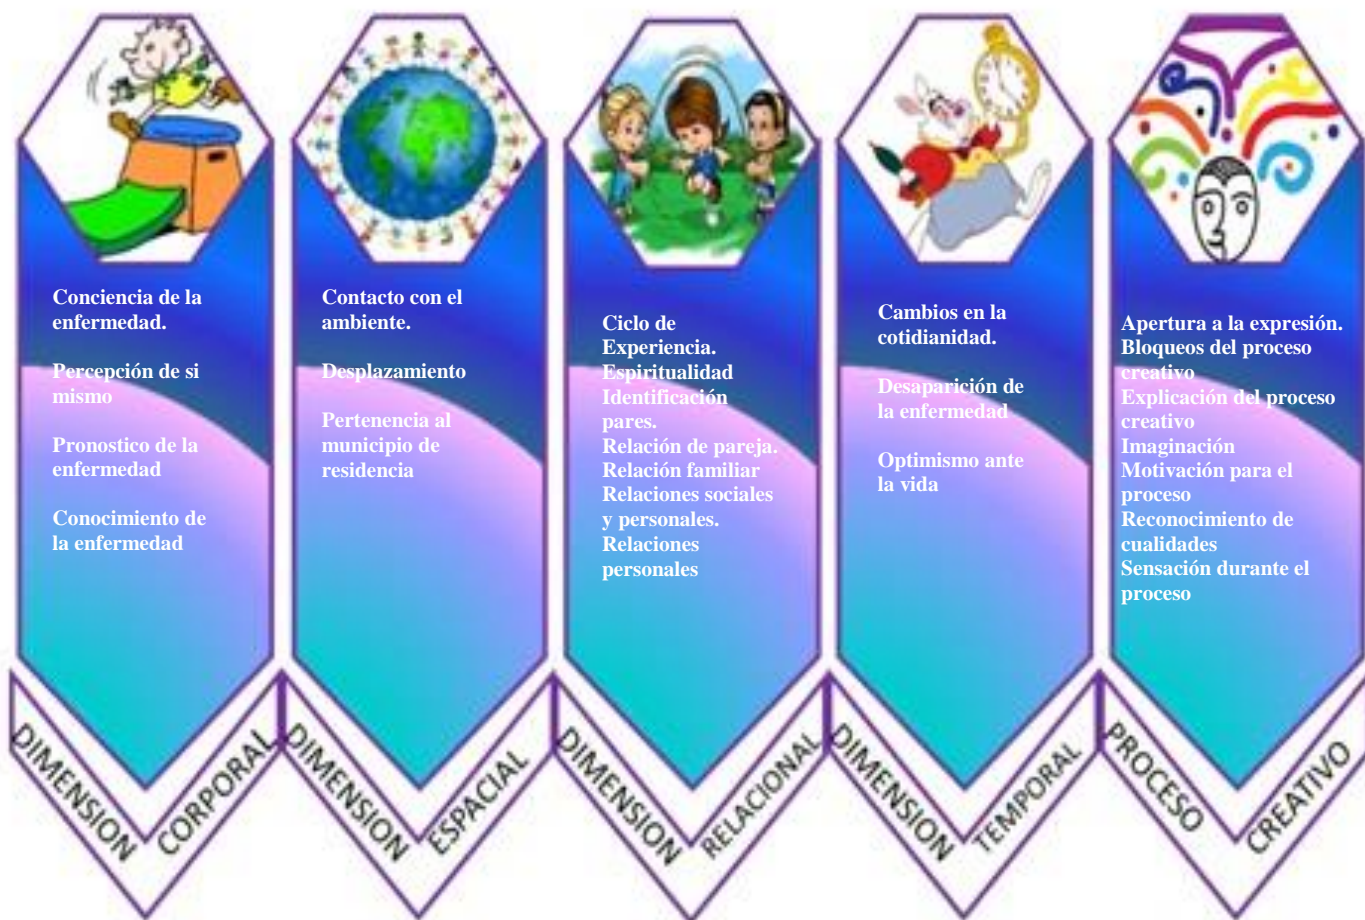 Conciencia de la
enfermedad.
Percepción de si
mismo
Pronostico de la
enfermedad
Conocimiento de
la enfermedad
DIMENSION CORPORAL
Contacto con el
ambiente.
Desplazamiento
Pertenencia al
municipio de
residencia
DIMENSION ESPACIAL
Ciclo de
Experiencia.
Espiritualidad
Identificación
pares.
Relación de pareja.
Relación familiar
Relaciones sociales
y personales.
Relaciones
personales
DIMENSION RELACIONAL
Cambios en la
cotidianidad.
Desaparición de
la enfermedad
Optimismo ante
la vida
DIMENSION TEMPORAL
Apertura a la expresión.
Bloqueos del proceso
creativo
Explicación del proceso
creativo
Imaginación
Motivación para el
proceso
Reconocimiento de
cualidades
Sensación durante el
proceso
PROCESO CREATIVO